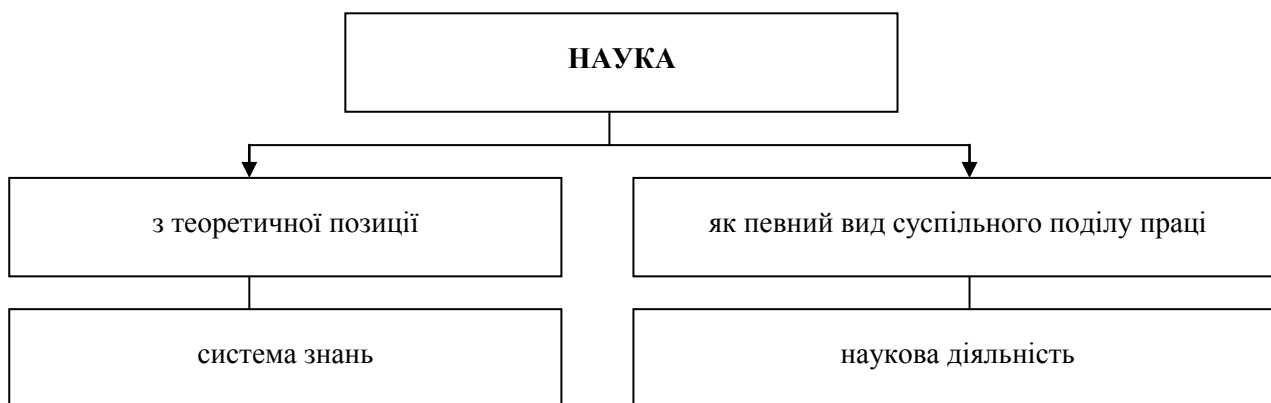 НАУКА
з теоретичної позиції
як певний вид суспільного поділу праці
система знань
наукова діяльність